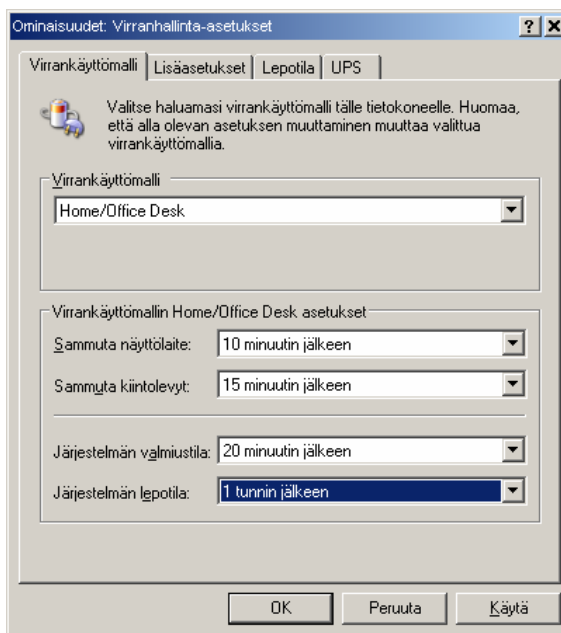 Ominaisuudet: Virranhallinta-asetukset
Virrankäyttömalli Lisäasetukset Lepotila UPS
Valitse haluamasi virrankäyttömalli tälle tietokoneelle. Huomaa,
että alla olevan asetuksen muuttaminen muuttaa valittua
virrankäyttömallia.
Virrankäyttömalli
Home/Office Desk
Virrankäyttömallin Home/Office Desk asetukset
Sammuta näyttölaite: 10 minuutin jälkeen
Sammuta kiintolevyt: 15 minuutin jälkeen
Järjestelmän valmiustila: 20 minuutin jälkeen
Järjestelmän lepotila: 1 tunnin jälkeen
OK Peruuta Käytä